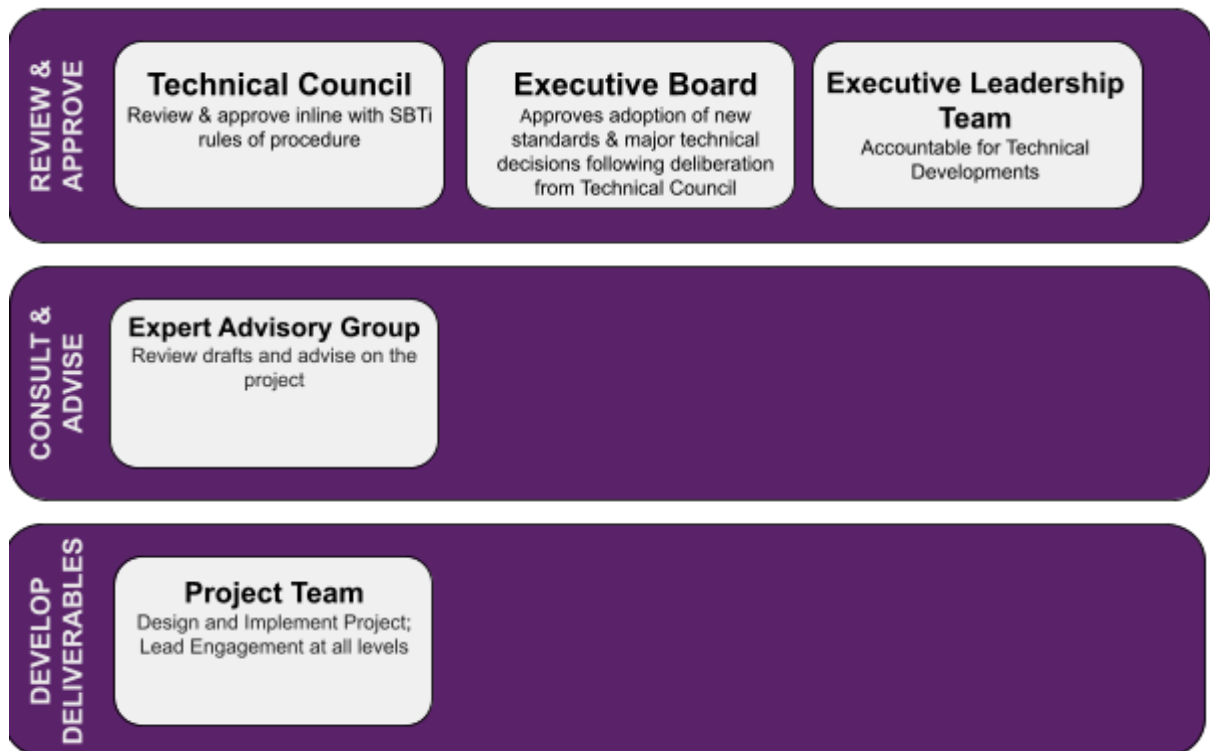 REVIEW &
APPROVE
Technical Council
Review & approve inline with SBTi
rules of procedure
Executive Board
Approves adoption of new
standards & major technical
decisions following deliberation
from Technical Council
Executive Leadership
Team
Accountable for Technical
Developments
CONSULT &
ADVISE
Expert Advisory Group
Review drafts and advise on the
project
DEVELOP
DELIVERABLES
Project Team
Design and Implement Project;
Lead Engagement at all levels